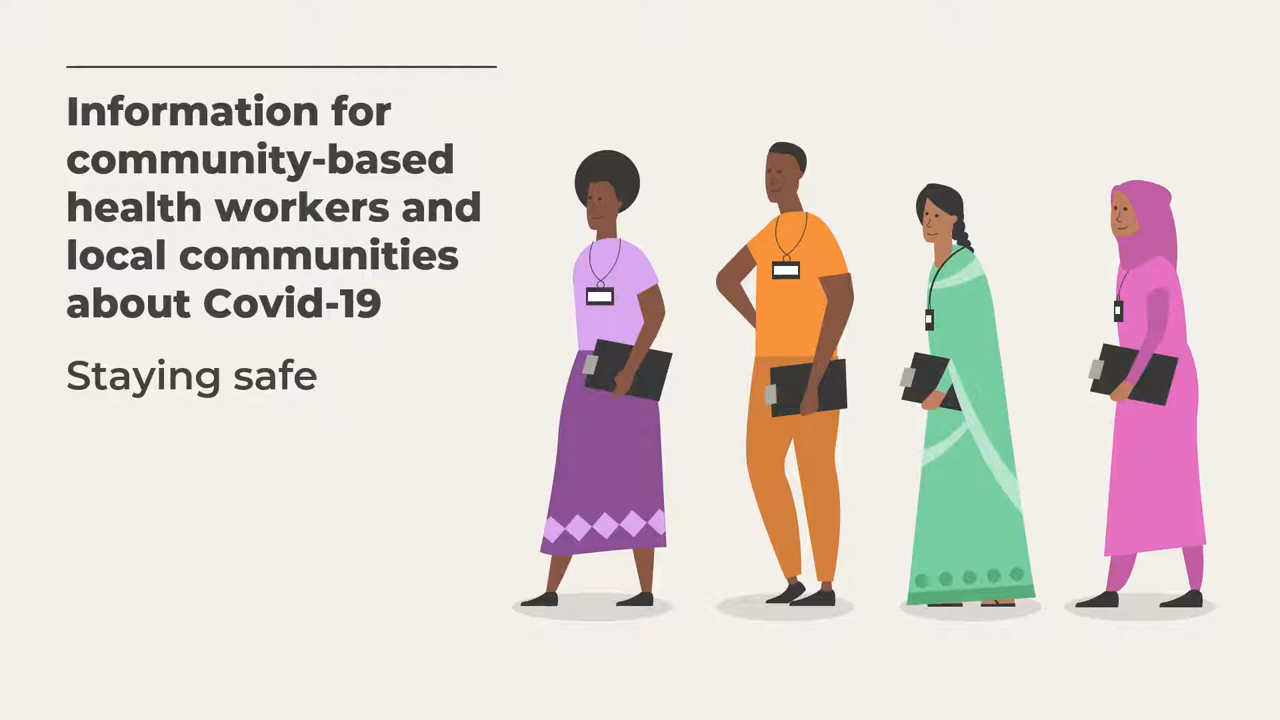 Information for
community-based
health workers and
local communities
about Covid-19
Staying safe